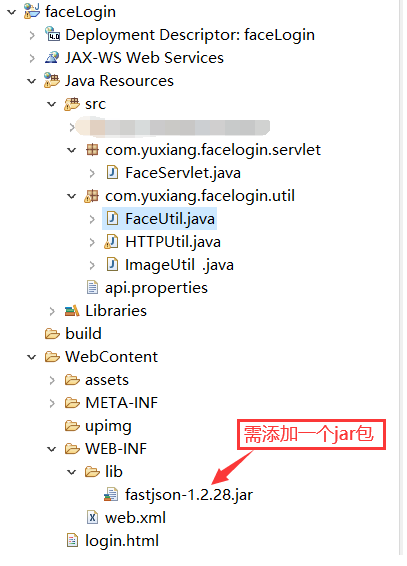 faceLogin
Deployment Descriptor: faceLogin
JAX-WS Web Services
Java Resources
src
com.yuxiang.facelogin.servlet
FaceServlet.java
com.yuxiang.facelogin.util
FaceUtil.java
HTTPUtil.java
ImageUtil .java
api.properties
Libraries
build
WebContent
assets
META-INF
upimg
需添加一个jar包
WEB-INF
lib
fastjson-1.2.28.jar
web.xml
login.html